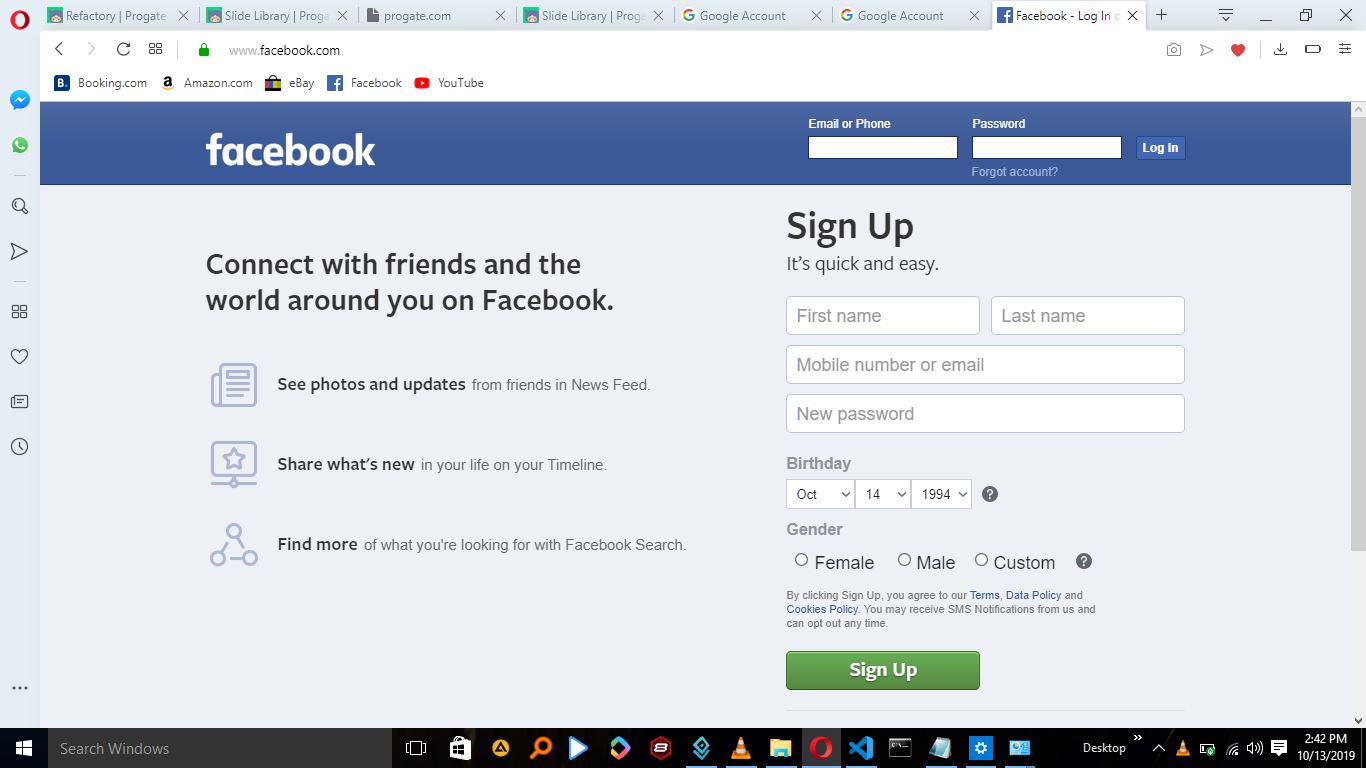 Refactory | Progate
Slide Library | Proga
progate.com
Slide Library | Proga
Google Account
Google Account
Facebook - Log In o
www.facebook.com
B.
Booking.com
a
Amazon.com
eBay
Facebook
YouTube
facebook
Email or Phone
Password
Log In
Forgot account?
Connect with friends and the
world around you on Facebook.
See photos and updates from friends in News Feed.
Share what's new in your life on your Timeline.
Find more of what you're looking for with Facebook Search.
Sign Up
It's quick and easy.
First name
Last name
Mobile number or email
New password
Birthday
Oct
14
1994
?
Gender
Female
Male
Custom
?
By clicking Sign Up, you agree to our Terms, Data Policy and
Cookies Policy. You may receive SMS Notifications from us and
can opt out any time.
Sign Up
Search Windows
Desktop
2:42 PM
10/13/2019